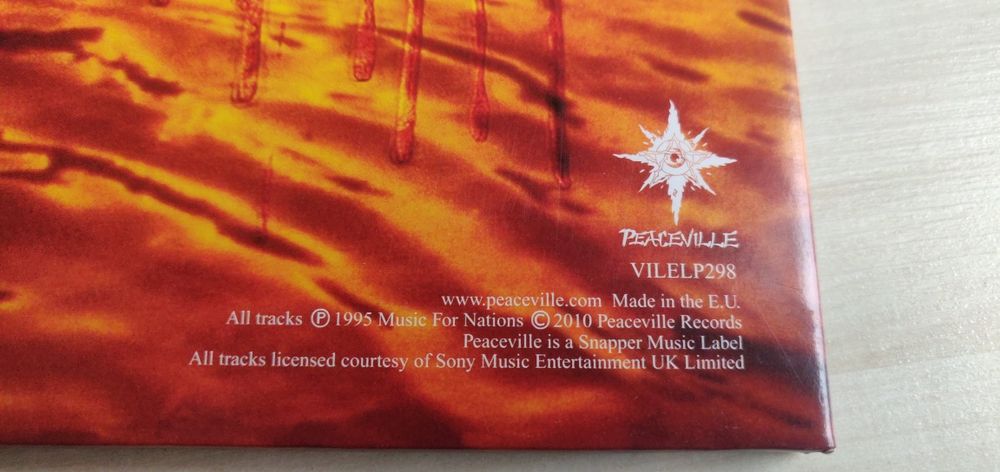 PEACEVILLE
VILELP298
www.peaceville.com Made in the E.U.
All tracks ℗ 1995 Music For Nations © 2010 Peaceville Records
Peaceville is a Snapper Music Label
All tracks licensed courtesy of Sony Music Entertainment UK Limited